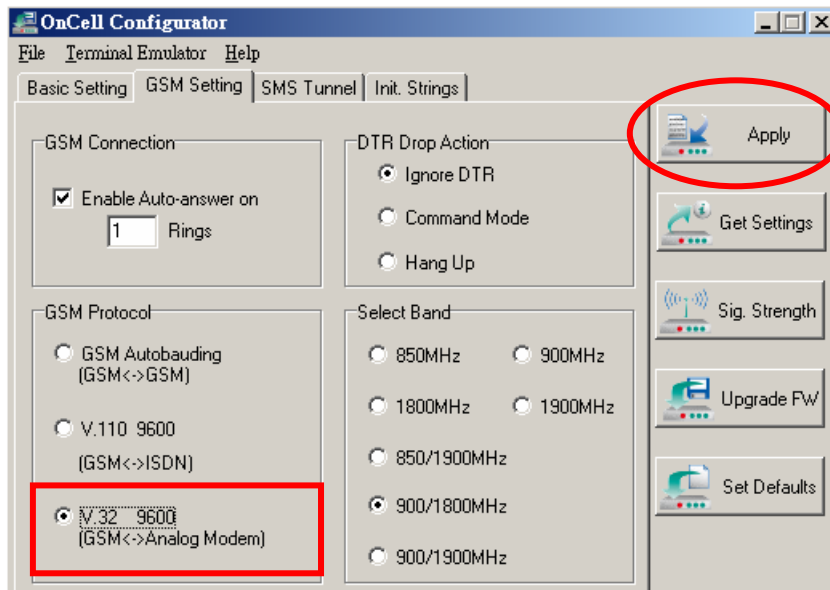 OnCell Configurator
File Terminal Emulator Help
Basic Setting GSM Setting SMS Tunnel Init. Strings
GSM Connection
Enable Auto-answer on
1 Rings
DTR Drop Action
Ignore DTR
Command Mode
Hang Up
GSM Protocol
GSM Autobauding
(GSM<->GSM)
V.110 9600
(GSM<->ISDN)
V.32 9600
(GSM<->Analog Modem)
Select Band
850MHz 900MHz
1800MHz 1900MHz
850/1900MHz
900/1800MHz
900/1900MHz
Apply
Get Settings
Sig. Strength
Upgrade FW
Set Defaults